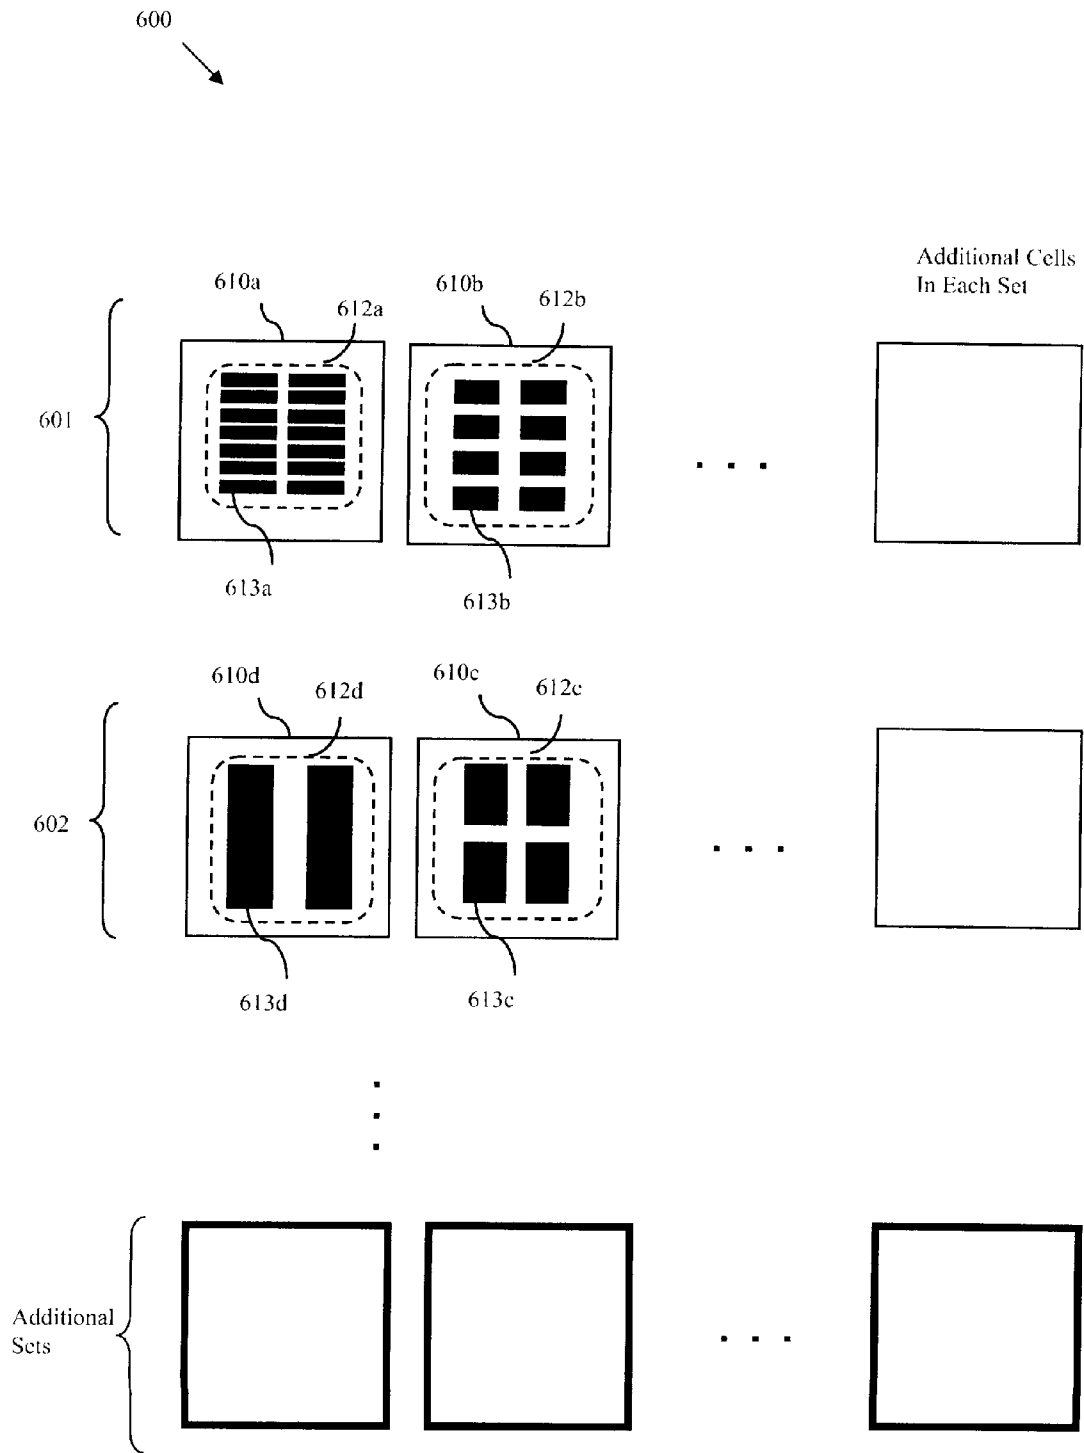 600
Additional Cells
In Each Set
610a
612a
610b
612b
601
613a
613b
610d
612d
610c
612c
602
613d
613c
Additional
Sets